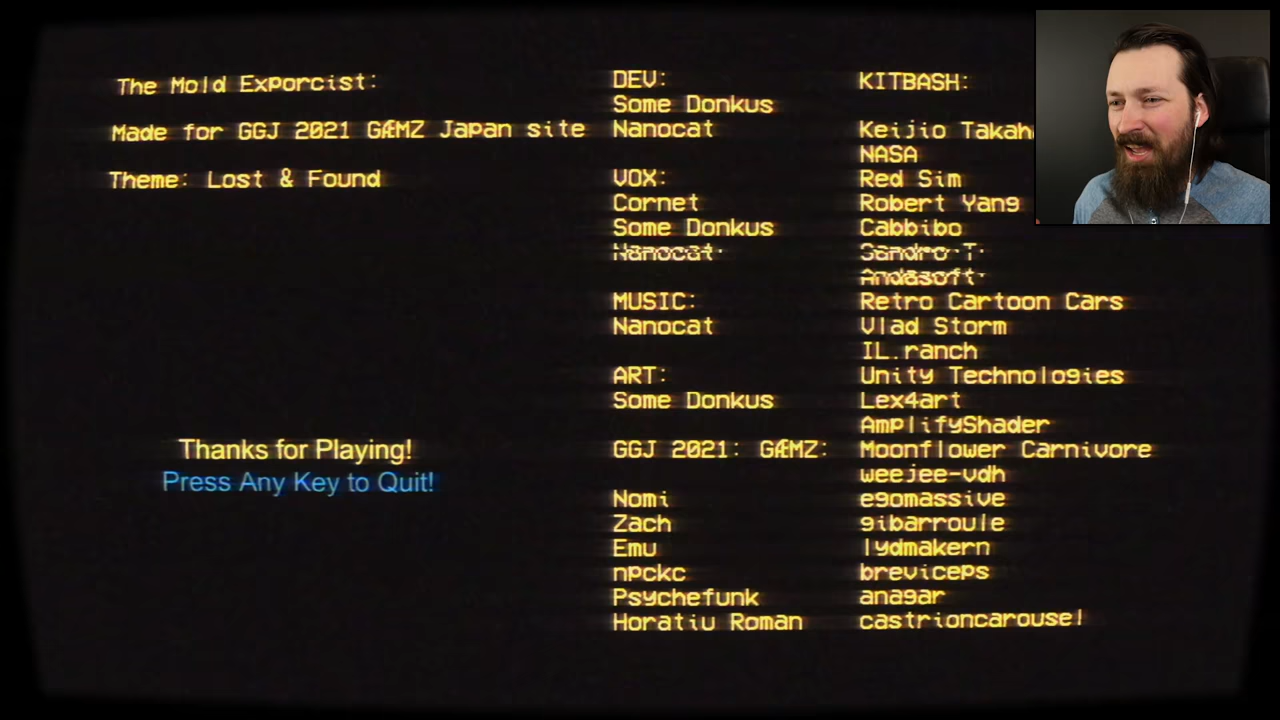 The Mold Exporcist:
Made for GGJ 2021 GÆMZ Japan site
Theme: Lost & Found
Thanks for Playing!
Press Any Key to Quit!
DEV:
Some Donkus
Nanocat
VOX:
Cornet
Some Donkus
Nanocat
MUSIC:
Nanocat
ART:
Some Donkus
GGJ 2021: GÆMZ:
Nomi
Zach
Emu
npckc
Psychefunk
Horatiu Roman
KITBASH:
Keijio
NASA
Red Sim
Robert Yang
Cabbibo
Sandro T
Andasoft
Retro Cartoon Cars
Vlad Storm
IL.ranch
Unity Technologies
Lex4art
AmplifyShader
Moonflower Carnivore
weejee-vdh
egomassive
gibarroule
lydmakern
breviceps
anagar
castrioncarousel